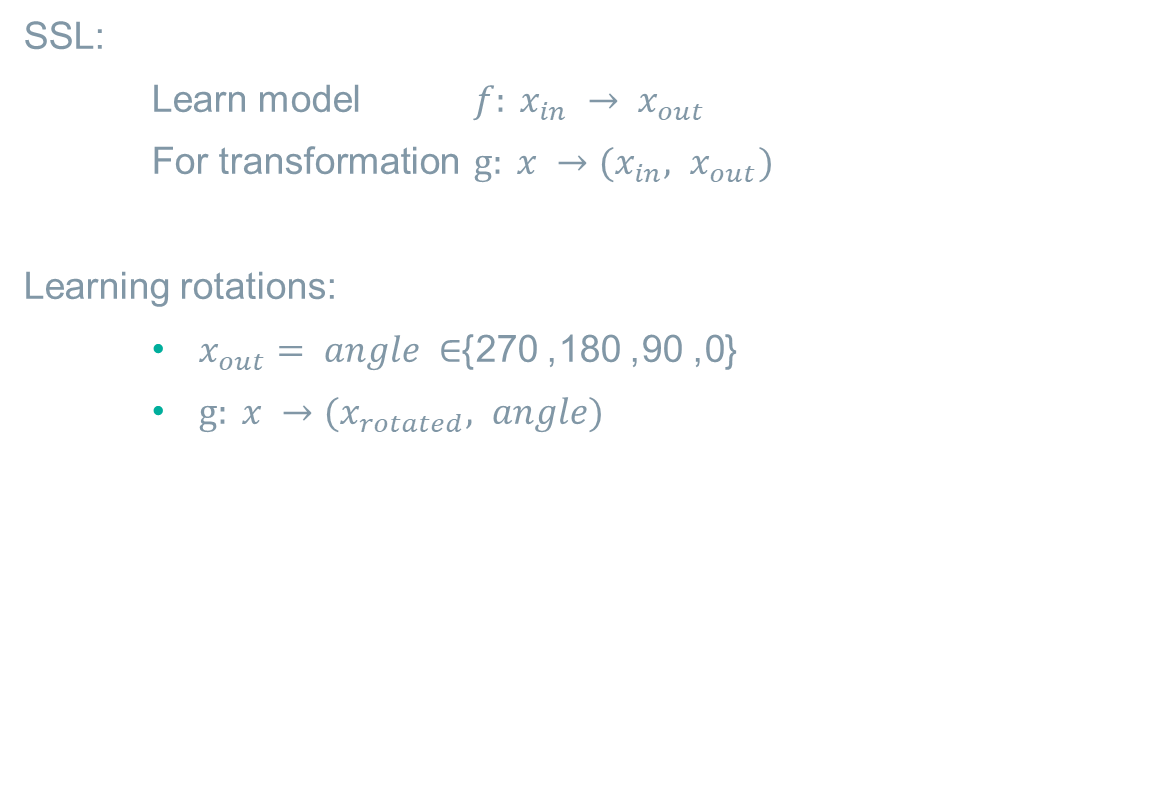 SSL:
Learn model f: x_in → x_out
For transformation g: x → (x_in, x_out)
Learning rotations:
• x_out = angle ∈{270 ,180 ,90 ,0}
• g: x → (x_rotated, angle)